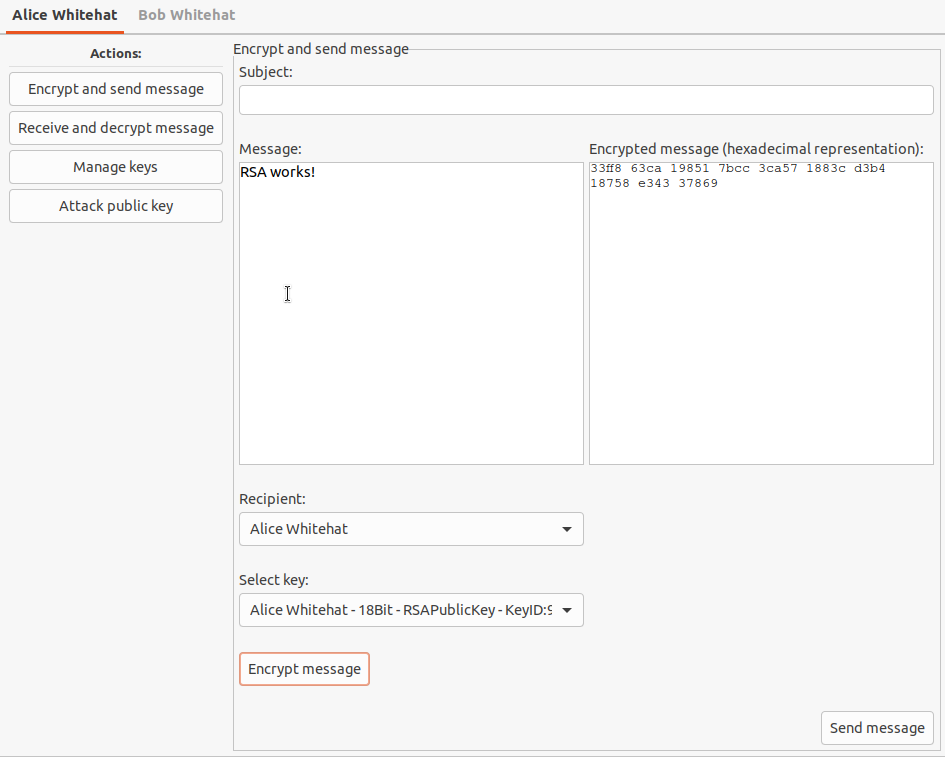 Alice Whitehat Bob Whitehat
Actions:
Encrypt and send message
Receive and decrypt message
Manage keys
Attack public key
Encrypt and send message
Subject:
Message:
RSA works!
Encrypted message (hexadecimal representation):
33ff8 63ca 19851 7bcc 3ca57 1883c d3b4
18758 e343 37869
Recipient:
Alice Whitehat
Select key:
Alice Whitehat - 18Bit - RSAPublicKey - KeyID:9
Encrypt message
Send message